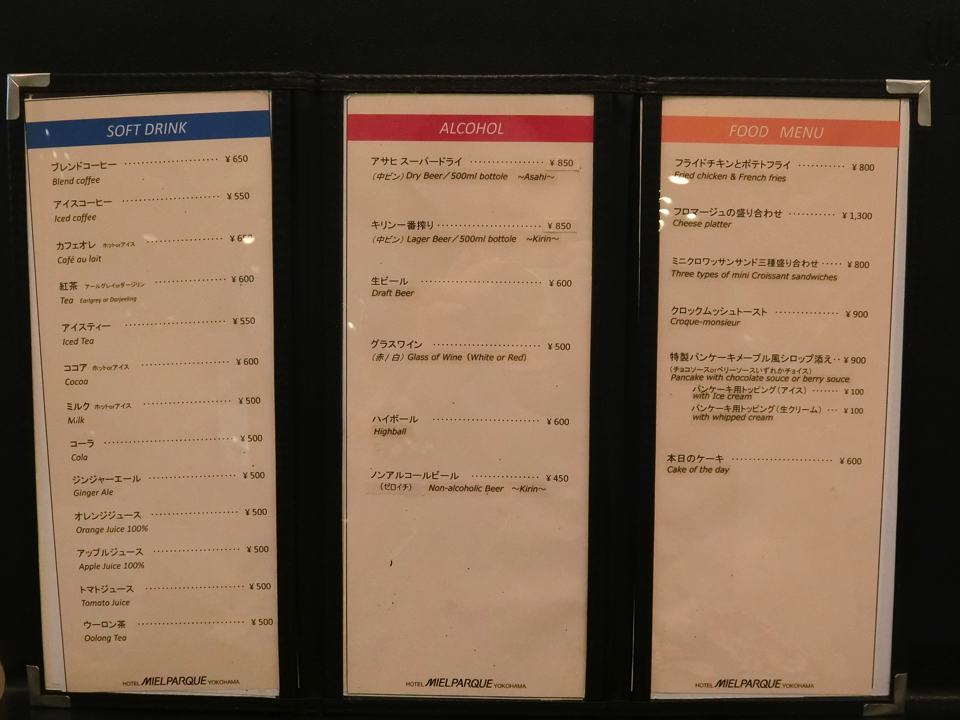 SOFT DRINK
ブレンドコーヒー ¥650
Blend coffee
アイスコーヒー ¥550
Iced coffee
カフェオレ ホットorアイス
Café au lait
紅茶 アールグレイorダージリン ¥600
Tea Earlgrey or Darjeeling
アイスティー ¥550
Iced Tea
ココア ホットorアイス ¥600
Cocoa
ミルク ホットorアイス ¥500
Milk
コーラ ¥500
Cola
ジンジャーエール ¥500
Ginger Ale
オレンジジュース ¥500
Orange Juice 100%
アップルジュース ¥500
Apple Juice 100%
トマトジュース ¥500
Tomato Juice
ウーロン茶 ¥500
Oolong Tea
HOTEL MIELPARQUE YOKOHAMA
ALCOHOL
アサヒ スーパードライ ¥850
（中ビン）Dry Beer／500ml bottole ～Asahi～
キリン一番搾り ¥850
（中ビン）Lager Beer／500ml bottole ～Kirin～
生ビール ¥600
Draft Beer
グラスワイン ¥500
（赤/白）Glass of Wine（White or Red）
ハイボール ¥600
Highball
ノンアルコールビール ¥450
（ゼロイチ） Non-alcoholic Beer ～Kirin～
HOTEL MIELPARQUE YOKOHAMA
FOOD MENU
フライドチキンとポテトフライ ¥800
Fried chicken & French fries
フロマージュの盛り合わせ ¥1,300
Cheese platter
ミニクロワッサンサンド三種盛り合わせ ¥800
Three types of mini Croissant sandwiches
クロックムッシュトースト ¥900
Croque-monsieur
特製パンケーキメープル風シロップ添え ¥900
（チョコソースorベリーソースいずれかチョイス）
Pancake with chocolate souce or berry souce
パンケーキ用トッピング（アイス） ¥100
with Ice cream
パンケーキ用トッピング（生クリーム） ¥100
with whipped cream
本日のケーキ ¥600
Cake of the day
HOTEL MIELPARQUE YOKOHAMA